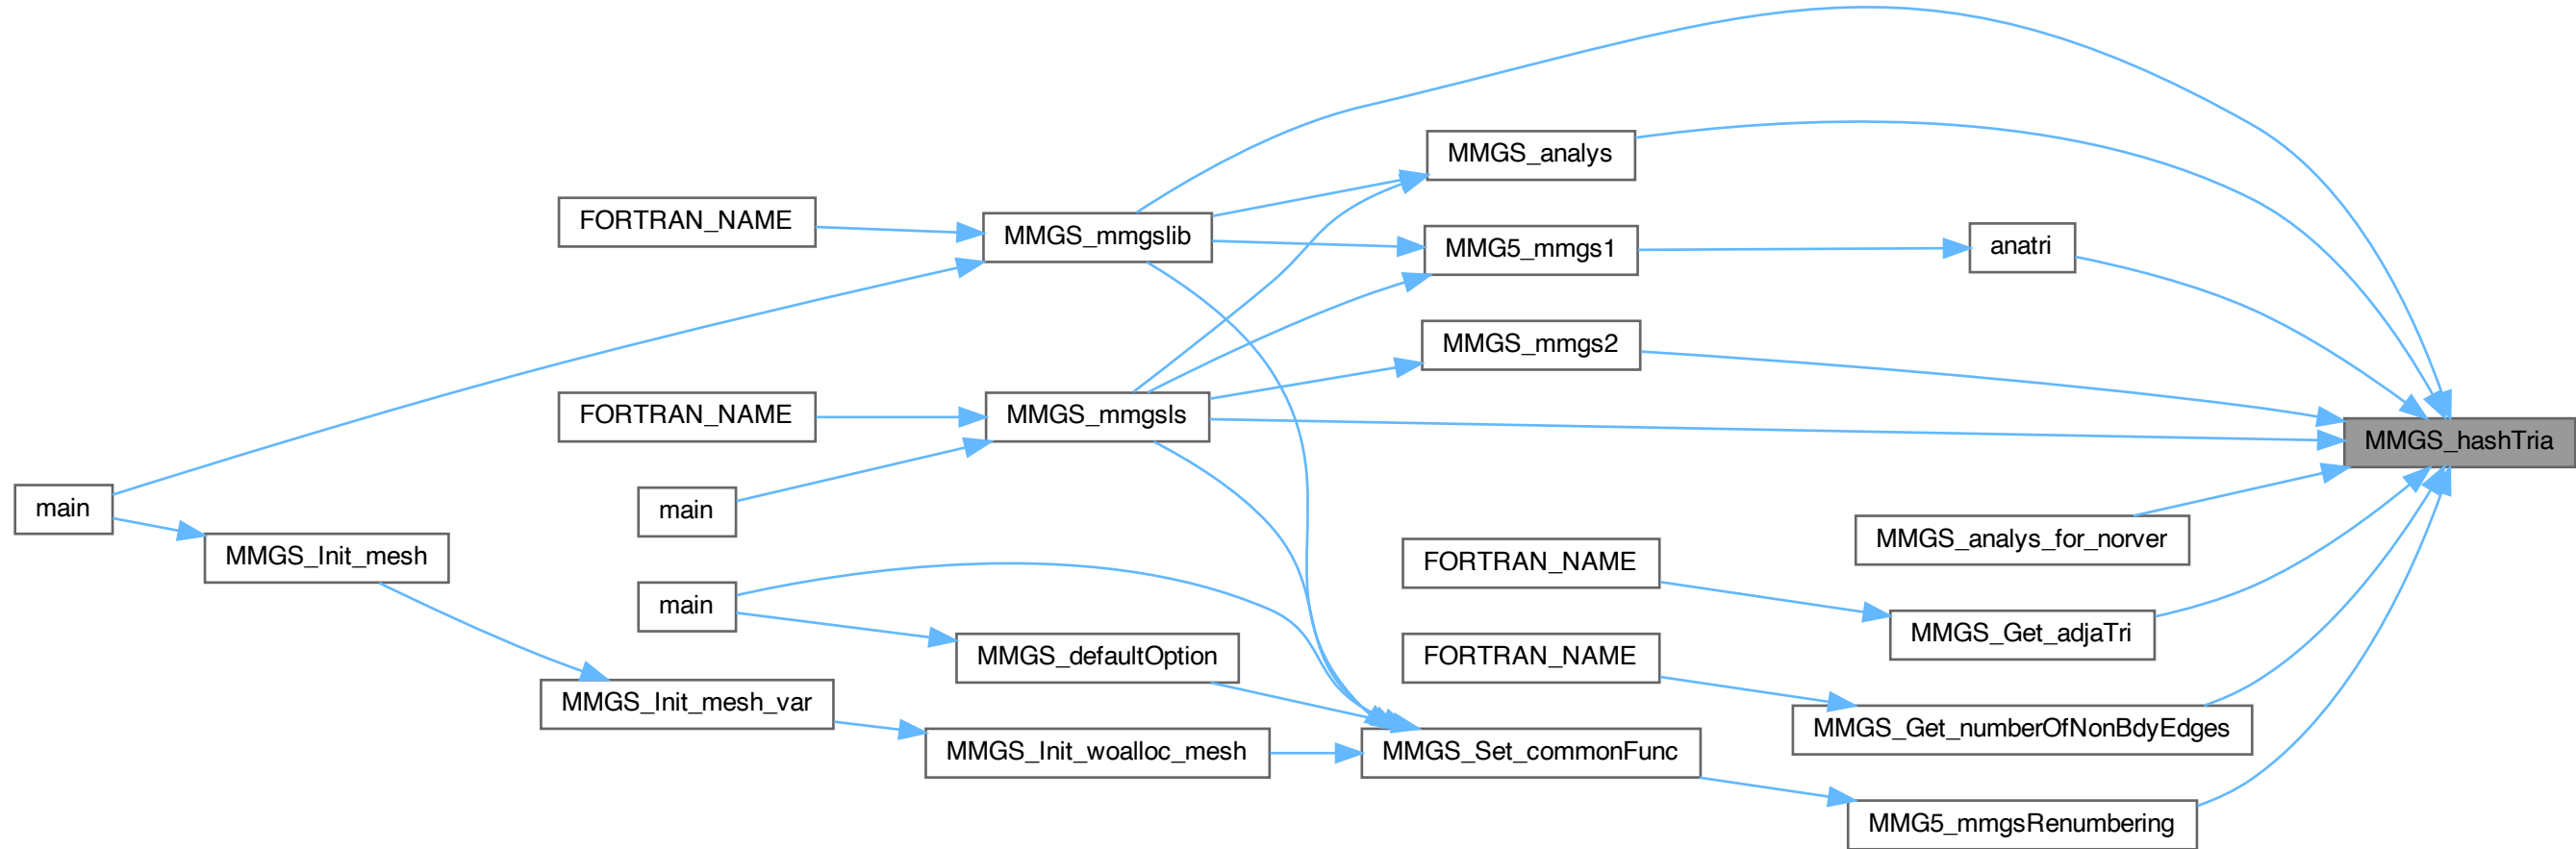 MMGS_analys
FORTRAN_NAME
MMGS_mmgslib
MMG5_mmgs1
anatri
MMGS_mmgs2
FORTRAN_NAME
MMGS_mmgsls
MMGS_hashTria
main
main
MMGS_analys_for_norver
MMGS_Init_mesh
FORTRAN_NAME
main
MMGS_Get_adjaTri
MMGS_defaultOption
FORTRAN_NAME
MMGS_Init_mesh_var
MMGS_Get_numberOfNonBdyEdges
MMGS_Init_woalloc_mesh
MMGS_Set_commonFunc
MMG5_mmgsRenumbering